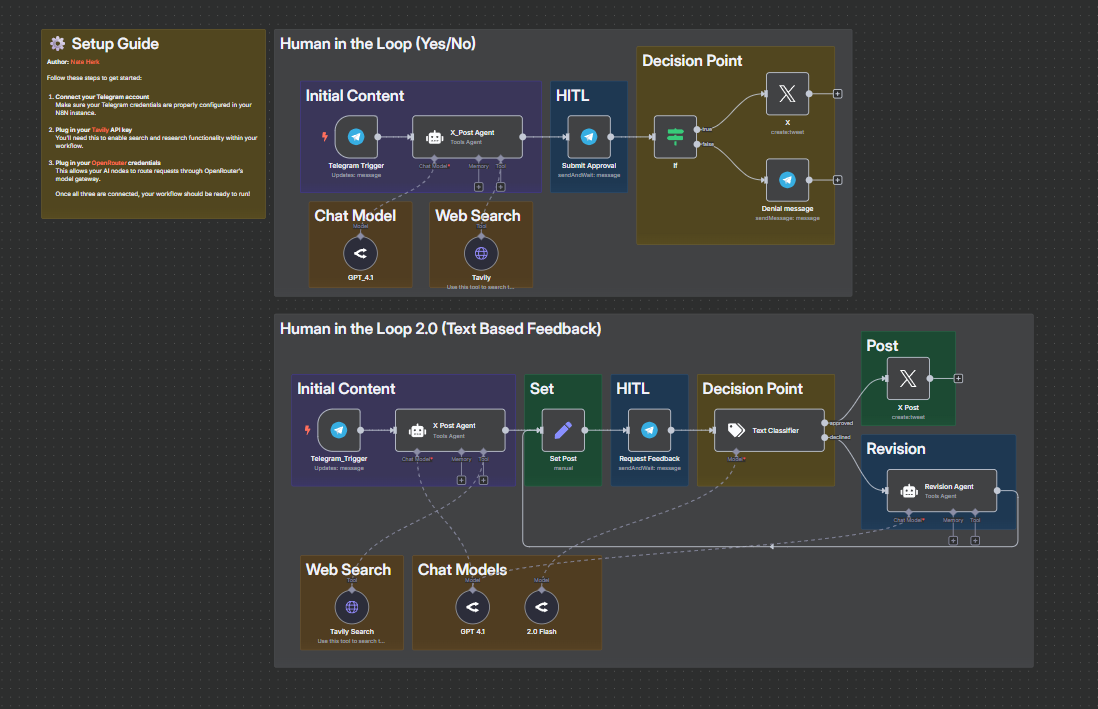 Setup Guide
Author: Nate Herk
Follow these steps to get started:
1. Connect your Telegram account
Make sure your Telegram credentials are properly configured in your
N8N instance.
2. Plug in your Tavily API key
You'll need this to enable search and research functionality within your
workflow.
3. Plug in your OpenRouter credentials
This allows your AI nodes to route requests through OpenRouter's
model gateway.
Once all three are connected, your workflow should be ready to run!
Human in the Loop (Yes/No)
Initial Content
Telegram Trigger
Updates: message
X_Post Agent
Tools Agent
Chat Model*
Memory
Tool
HITL
Submit Approval
sendAndWait: message
Decision Point
If
true
false
X
create:tweet
Denial message
sendMessage: message
Chat Model
Model
GPT_4.1
Web Search
Tool
Tavily
Use this tool to search t...
Human in the Loop 2.0 (Text Based Feedback)
Initial Content
Telegram_Trigger
Updates: message
X Post Agent
Tools Agent
Chat Model*
Memory
Tool
Set
Set Post
manual
HITL
Request Feedback
sendAndWait: message
Decision Point
Text Classifier
Model*
approved
declined
Post
X Post
create:tweet
Revision
Revision Agent
Tools Agent
Chat Model*
Memory
Tool
Web Search
Tool
Tavily Search
Use this tool to search t...
Chat Models
Model
GPT 4.1
Model
2.0 Flash